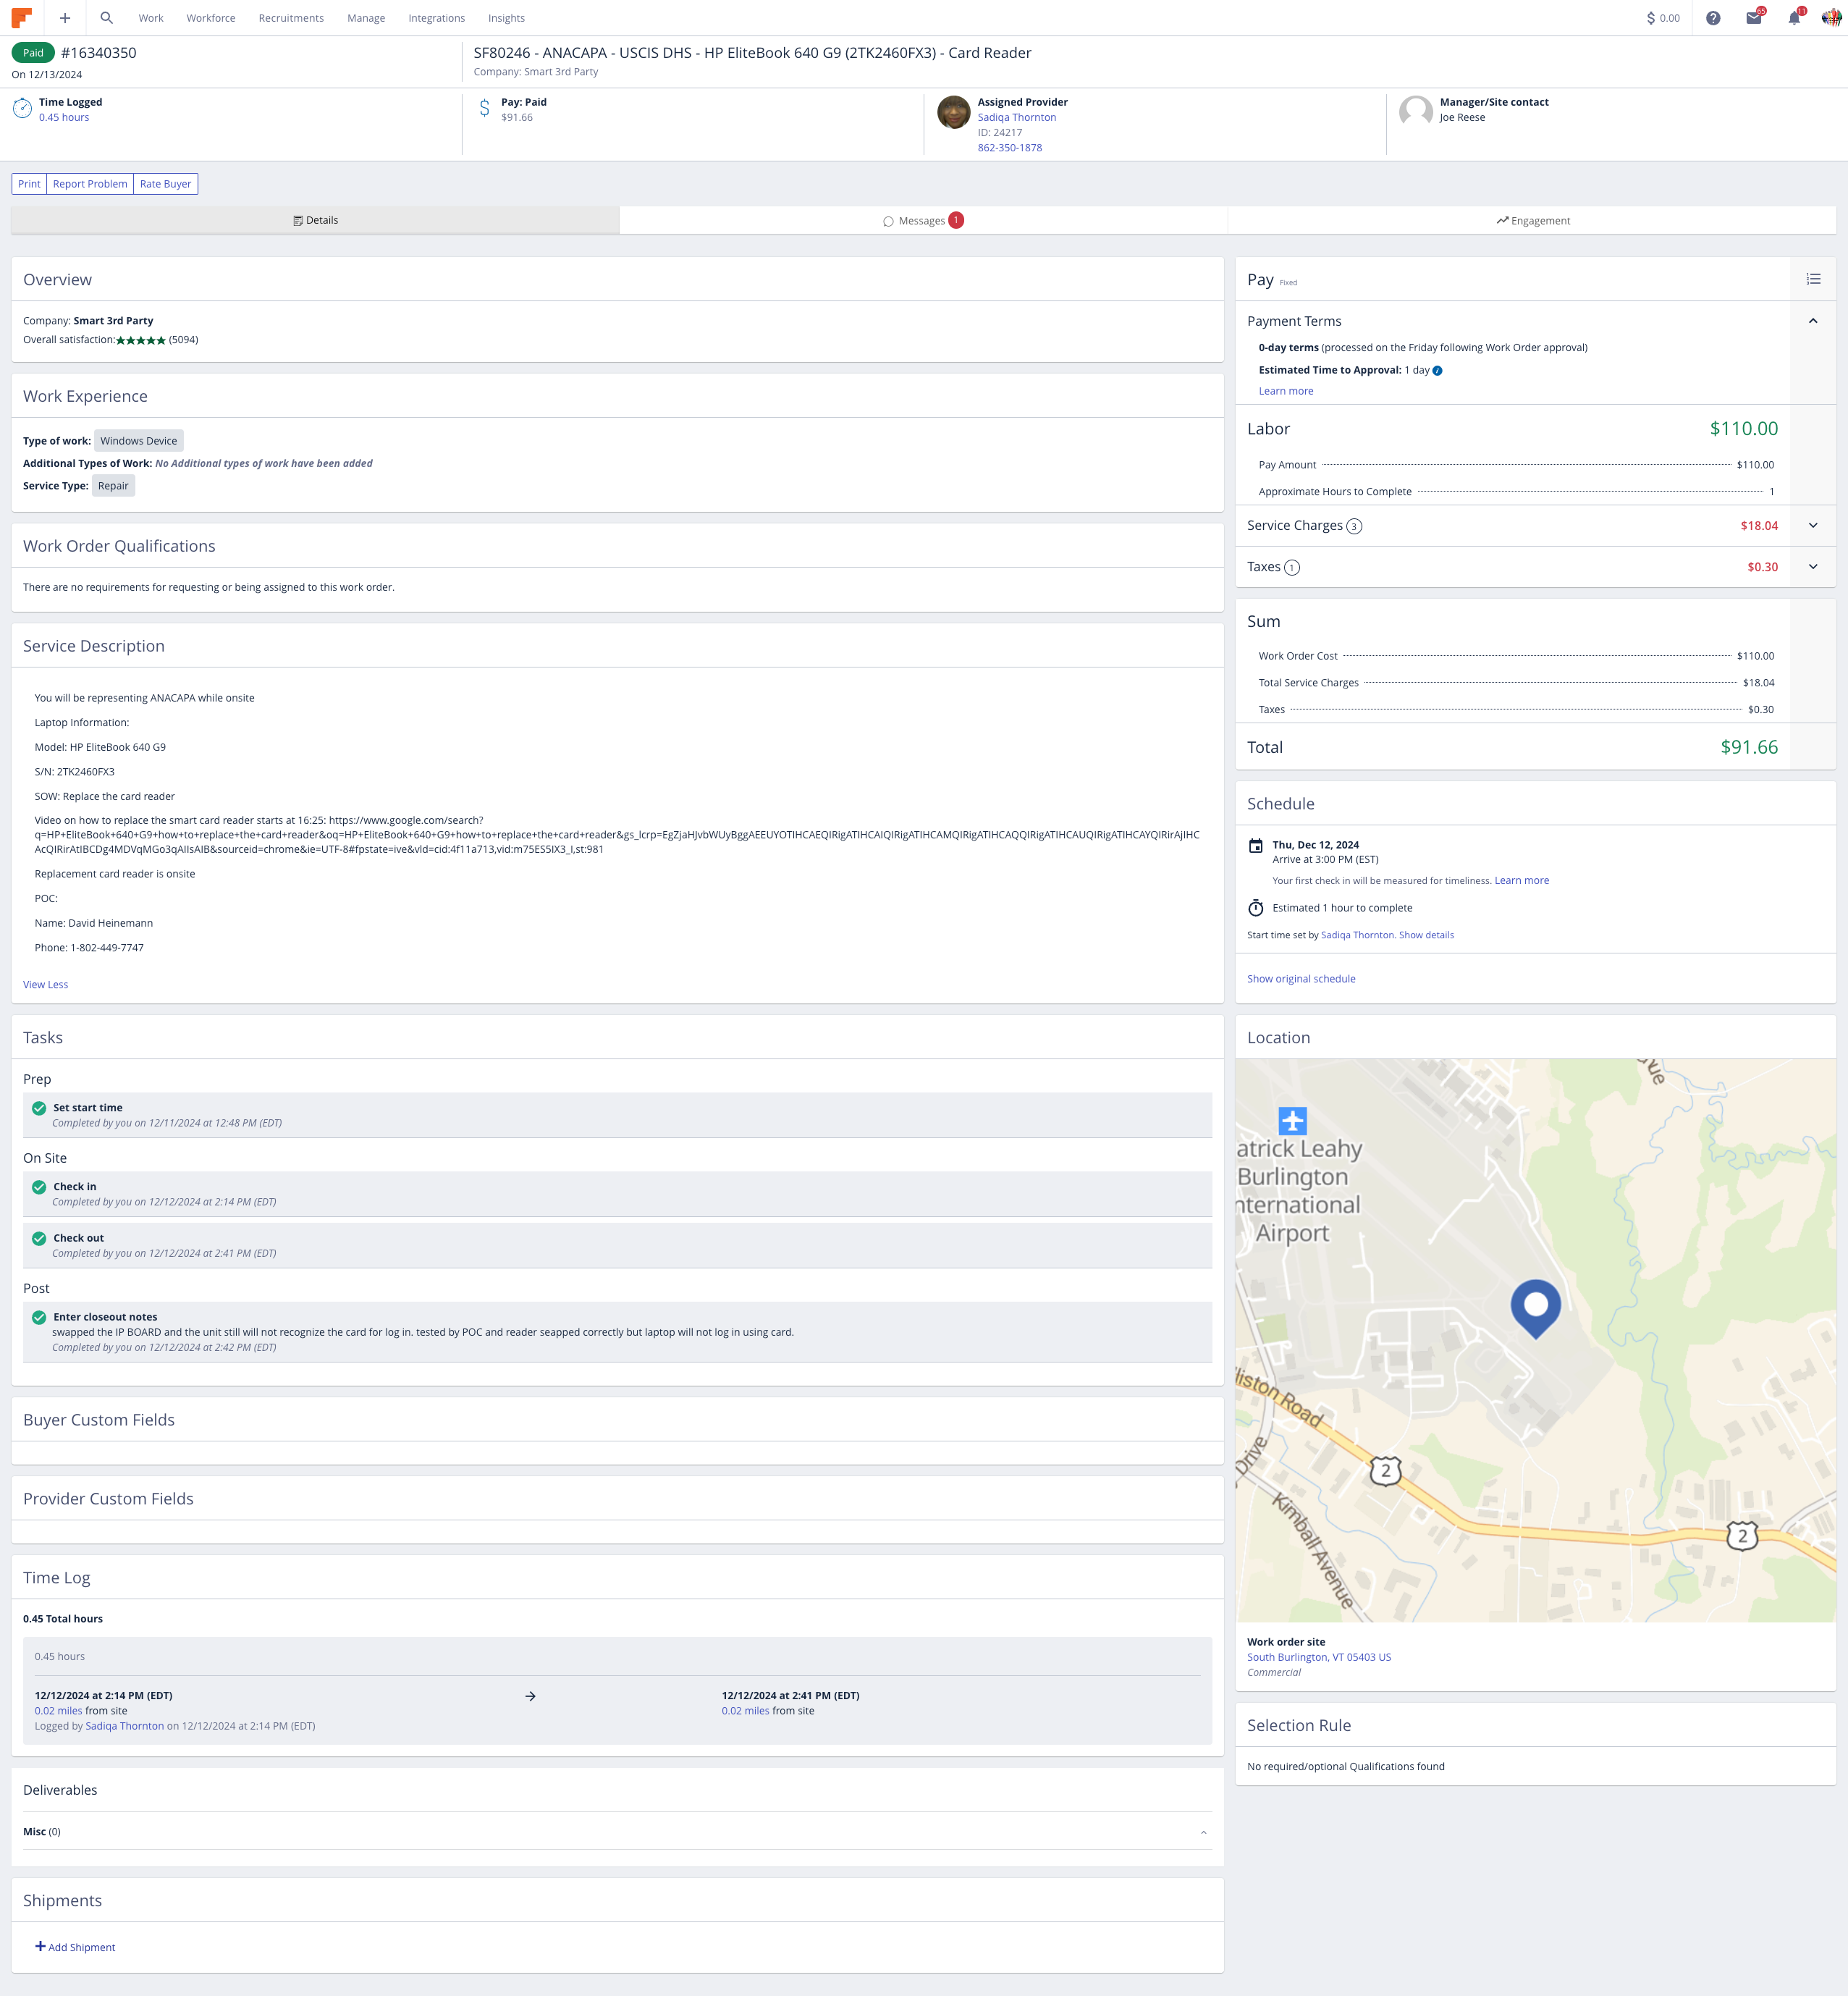 Work Workforce Recruitments Manage Integrations Insights $ 0.00 65 11
Paid #16340350
On 12/13/2024
SF80246 - ANACAPA - USCIS DHS - HP EliteBook 640 G9 (2TK2460FX3) - Card Reader
Company: Smart 3rd Party
Time Logged
0.45 hours
Pay: Paid
$91.66
Assigned Provider
Sadiqa Thornton
ID: 24217
862-350-1878
Manager/Site contact
Joe Reese
Print Report Problem Rate Buyer
Details Messages 1 Engagement
Overview
Company: Smart 3rd Party
Overall satisfaction:★★★★★ (5094)
Work Experience
Type of work: Windows Device
Additional Types of Work: No Additional types of work have been added
Service Type: Repair
Work Order Qualifications
There are no requirements for requesting or being assigned to this work order.
Service Description
You will be representing ANACAPA while onsite
Laptop Information:
Model: HP EliteBook 640 G9
S/N: 2TK2460FX3
SOW: Replace the card reader
Video on how to replace the smart card reader starts at 16:25: https://www.google.com/search?
q=HP+EliteBook+640+G9+how+to+replace+the+card+reader&oq=HP+EliteBook+640+G9+how+to+replace+the+card+reader&gs_lcrp=EgZjaHJvbWUyBggAEEUYOTIHCAEQIRigATIHCAIQIRigATIHCAMQIRigATIHCAQQIRigATIHCAUQIRigATIHCAYQIRirAjIHC
AcQIRirAtIBCDg4MDVqMGo3qAIIsAIB&sourceid=chrome&ie=UTF-8#fpstate=ive&vld=cid:4f11a713,vid:m75ES5IX3_I,st:981
Replacement card reader is onsite
POC:
Name: David Heinemann
Phone: 1-802-449-7747
View Less
Tasks
Prep
Set start time
Completed by you on 12/11/2024 at 12:48 PM (EDT)
On Site
Check in
Completed by you on 12/12/2024 at 2:14 PM (EDT)
Check out
Completed by you on 12/12/2024 at 2:41 PM (EDT)
Post
Enter closeout notes
swapped the IP BOARD and the unit still will not recognize the card for log in. tested by POC and reader seapped correctly but laptop will not log in using card.
Completed by you on 12/12/2024 at 2:42 PM (EDT)
Buyer Custom Fields
Provider Custom Fields
Time Log
0.45 Total hours
0.45 hours
12/12/2024 at 2:14 PM (EDT) 12/12/2024 at 2:41 PM (EDT)
0.02 miles from site 0.02 miles from site
Logged by Sadiqa Thornton on 12/12/2024 at 2:14 PM (EDT)
Deliverables
Misc (0)
Shipments
Add Shipment
Pay Fixed
Payment Terms
0-day terms (processed on the Friday following Work Order approval)
Estimated Time to Approval: 1 day
Learn more
Labor $110.00
Pay Amount $110.00
Approximate Hours to Complete 1
Service Charges 3 $18.04
Taxes 1 $0.30
Sum
Work Order Cost $110.00
Total Service Charges $18.04
Taxes $0.30
Total $91.66
Schedule
Thu, Dec 12, 2024
Arrive at 3:00 PM (EST)
Your first check in will be measured for timeliness. Learn more
Estimated 1 hour to complete
Start time set by Sadiqa Thornton. Show details
Show original schedule
Location
atrick Leahy
Burlington
nternational
Airport
lliston Road
Drive
Kimball Avenue
2
2
Work order site
South Burlington, VT 05403 US
Commercial
Selection Rule
No required/optional Qualifications found